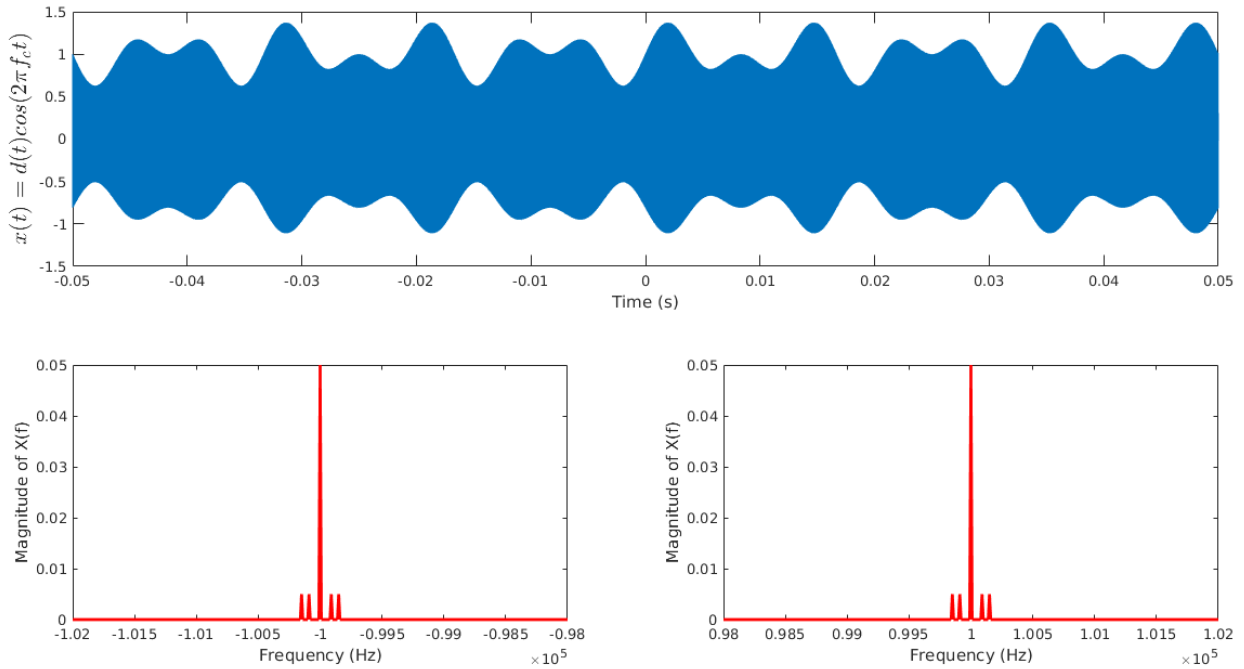 x(t) = d(t)cos(2πf_ct)
1.5
1
0.5
0
-0.5
-1
-1.5
-0.05 -0.04 -0.03 -0.02 -0.01 0 0.01 0.02 0.03 0.04 0.05
Time (s)
Magnitude of X(f)
0.05
0.04
0.03
0.02
0.01
0
-1.02 -1.015 -1.01 -1.005 -1 -0.995 -0.99 -0.985 -0.98
Frequency (Hz)
×10⁵
Magnitude of X(f)
0.05
0.04
0.03
0.02
0.01
0
0.98 0.985 0.99 0.995 1 1.005 1.01 1.015 1.02
Frequency (Hz)
×10⁵